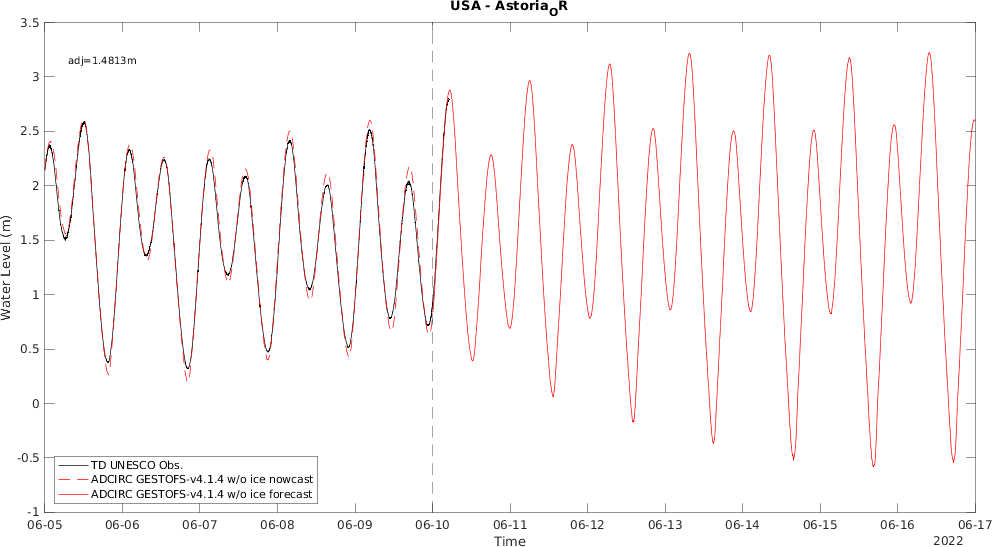 USA - Astoria_OR
adj=1.4813m
Water Level (m)
3.5
3
2.5
2
1.5
1
0.5
0
-0.5
-1
TD UNESCO Obs.
ADCIRC GESTOFS-v4.1.4 w/o ice nowcast
ADCIRC GESTOFS-v4.1.4 w/o ice forecast
06-05 06-06 06-07 06-08 06-09 06-10 06-11 06-12 06-13 06-14 06-15 06-16 06-17
Time
2022